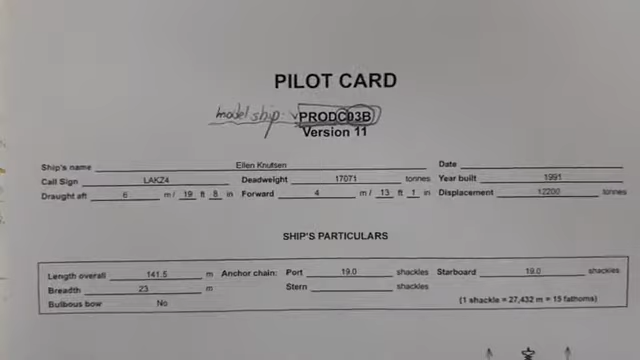 PILOT CARD
model ship: PRODC03B
Version 11
Ship's name Ellen Knutsen Date
Call Sign LAKZ4 Deadweight 17071 tonnes Year built 1991
Draught aft 6 m / 19 ft 8 in Forward 4 m / 13 ft 1 in Displacement 12200 tonnes
SHIP'S PARTICULARS
Length overall 141.5 m Anchor chain: Port 19.0 shackles Starboard 19.0 shackles
Breadth 23 m Stern shackles
Bulbous bow No (1 shackle = 27,432 m = 15 fathoms)